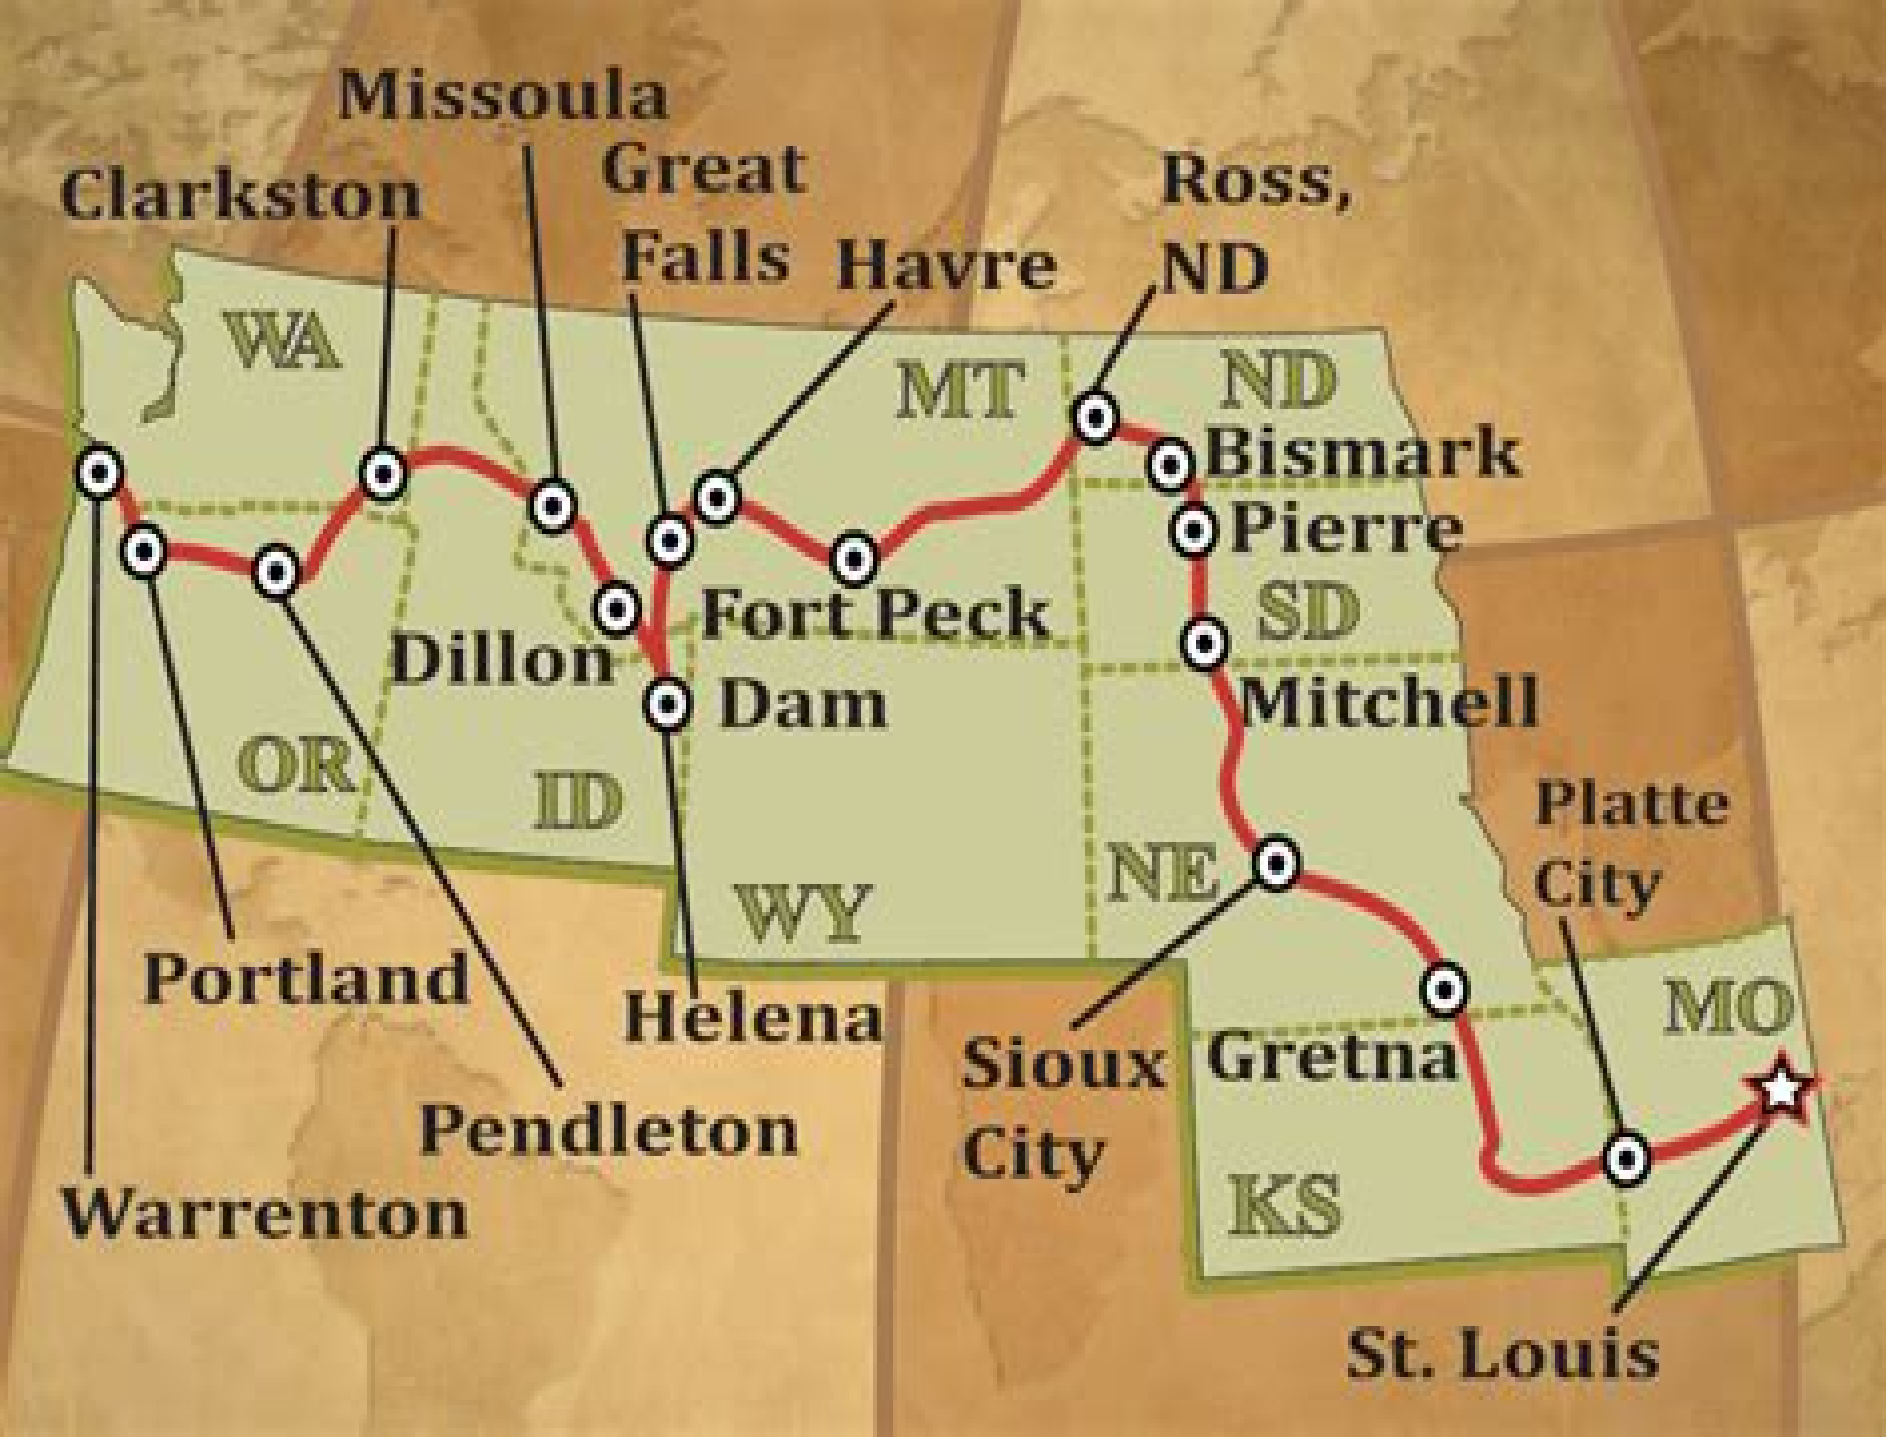 Missoula
Great
Falls
Clarkston
Havre
Ross,
ND
WA
MT
ND
Bismark
Pierre
SD
Fort Peck
Dam
Dillon
Mitchell
OR
ID
Platte
City
NE
WY
Portland
Helena
MO
Sioux
City
Gretna
Pendleton
KS
Warrenton
St. Louis